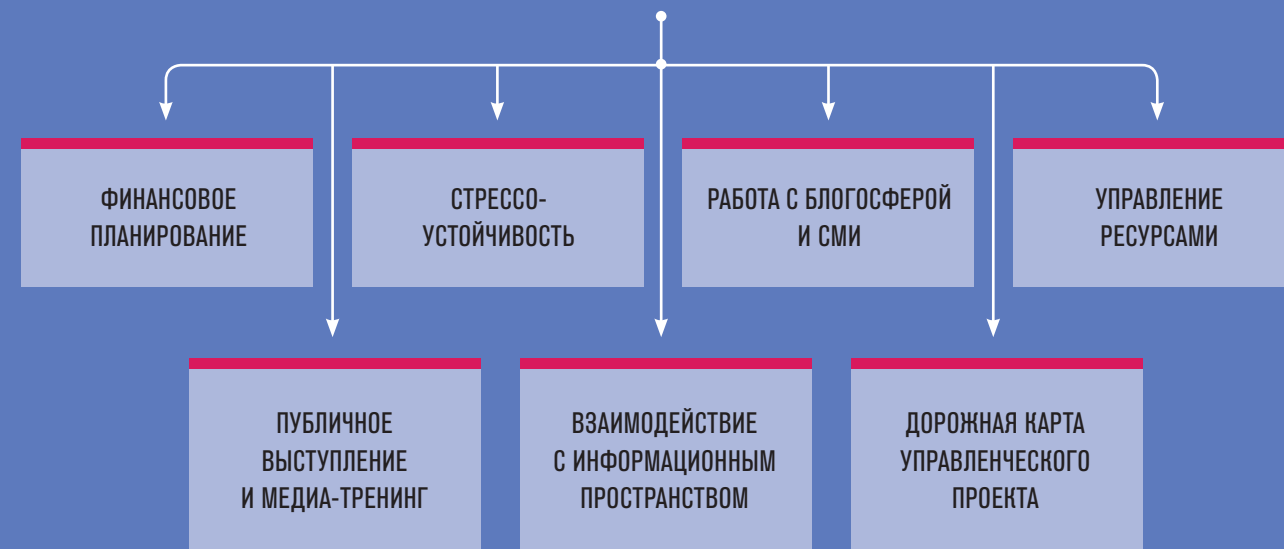 ФИНАНСОВОЕ
ПЛАНИРОВАНИЕ
СТРЕССО-
УСТОЙЧИВОСТЬ
РАБОТА С БЛОГОСФЕРОЙ
И СМИ
УПРАВЛЕНИЕ
РЕСУРСАМИ
ПУБЛИЧНОЕ
ВЫСТУПЛЕНИЕ
И МЕДИА-ТРЕНИНГ
ВЗАИМОДЕЙСТВИЕ
С ИНФОРМАЦИОННЫМ
ПРОСТРАНСТВОМ
ДОРОЖНАЯ КАРТА
УПРАВЛЕНЧЕСКОГО
ПРОЕКТА